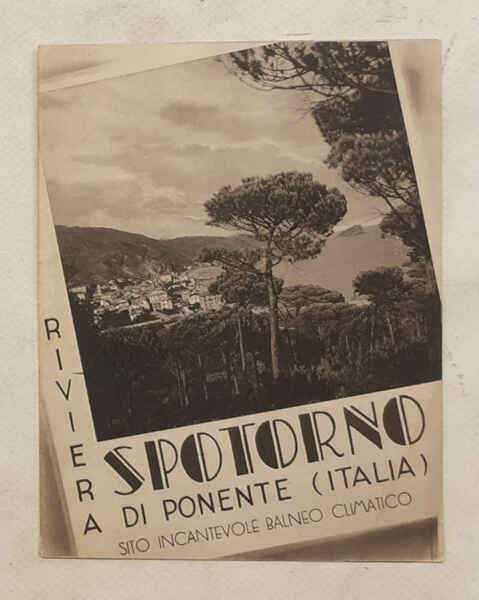 RIVIERA
SPOTORNO
DI PONENTE (ITALIA)
SITO INCANTEVOLE BALNEO CLIMATICO